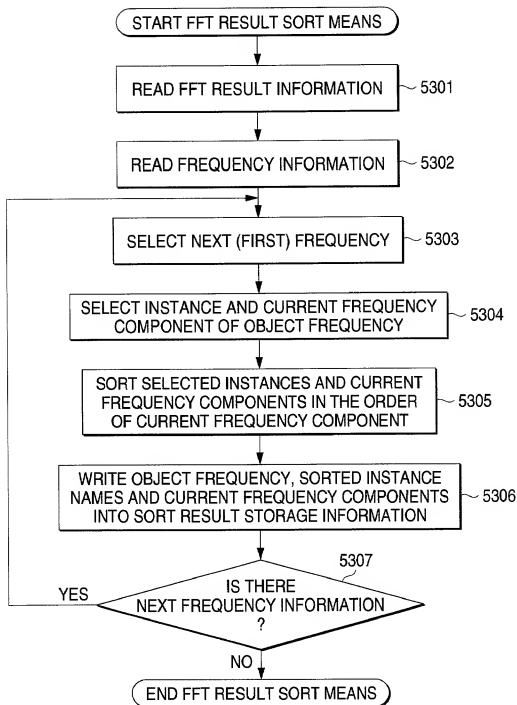 START FFT RESULT SORT MEANS
READ FFT RESULT INFORMATION
5301
READ FREQUENCY INFORMATION
5302
SELECT NEXT (FIRST) FREQUENCY
5303
SELECT INSTANCE AND CURRENT FREQUENCY
COMPONENT OF OBJECT FREQUENCY
5304
SORT SELECTED INSTANCES AND CURRENT
FREQUENCY COMPONENTS IN THE ORDER
OF CURRENT FREQUENCY COMPONENT
5305
WRITE OBJECT FREQUENCY, SORTED INSTANCE
NAMES AND CURRENT FREQUENCY COMPONENTS
INTO SORT RESULT STORAGE INFORMATION
5306
5307
IS THERE
NEXT FREQUENCY INFORMATION
?
YES
NO
END FFT RESULT SORT MEANS